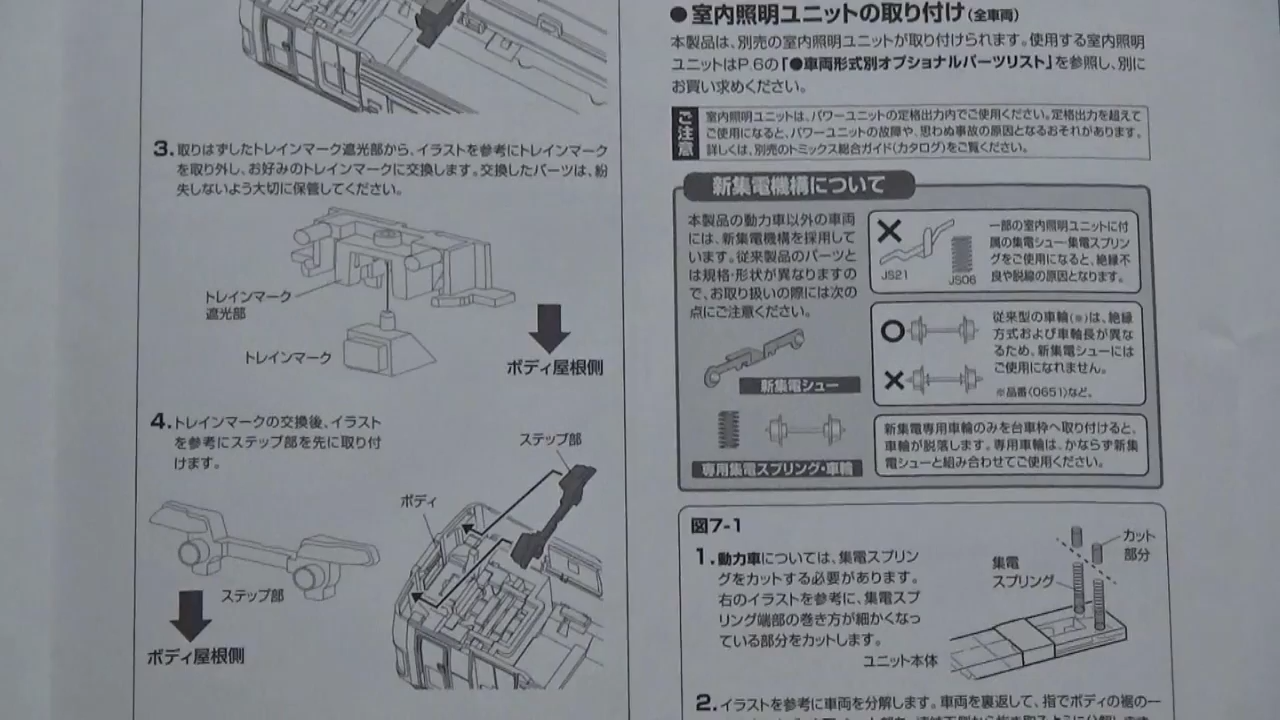 3.取りはずしたトレインマーク遮光部から、イラストを参考にトレインマーク
を取り外し、お好みのトレインマークに交換します。交換したパーツは、紛
失しないよう大切に保管してください。
トレインマーク
遮光部
トレインマーク
ボディ屋根側
4.トレインマークの交換後、イラスト
を参考にステップ部を先に取り付
けます。
ステップ部
ボディ
ステップ部
ボディ屋根側
●室内照明ユニットの取り付け(全車両)
本製品は、別売の室内照明ユニットが取り付けられます。使用する室内照明
ユニットはP.6の「●車両形式別オプショナルパーツリスト」を参照し、別に
お買い求めください。
ご注意
室内照明ユニットは、パワーユニットの定格出力内でご使用ください。定格出力を超えて
ご使用になると、パワーユニットの故障や、思わぬ事故の原因となるおそれがあります。
詳しくは、別売のトミックス総合ガイド(カタログ)をご覧ください。
新集電機構について
本製品の動力車以外の車両
には、新集電機構を採用して
います。従来製品のパーツと
は規格・形状が異なりますの
で、お取り扱いの際には次の
点にご注意ください。
新集電シュー
専用集電スプリング・車輪
JS21
JS06
一部の室内照明ユニットに付
属の集電シュー・集電スプリン
グをご使用になると、絶縁不
良や脱線の原因となります。
従来型の車輪(※)は、絶縁
方式および車輪長が異な
るため、新集電シューには
ご使用になれません。
※品番(0651)など。
新集電専用車輪のみを台車枠へ取り付けると、
車輪が脱落します。専用車輪は、かならず新集
電シューと組み合わせてご使用ください。
図7-1
1.動力車については、集電スプリン
グをカットする必要があります。
右のイラストを参考に、集電スプ
リング端部の巻き方が細かくなっ
ている部分をカットします。
集電
スプリング
カット
部分
ユニット本体
2.イラストを参考に車両を分解します。車両を裏返して、指でボディの裾の一